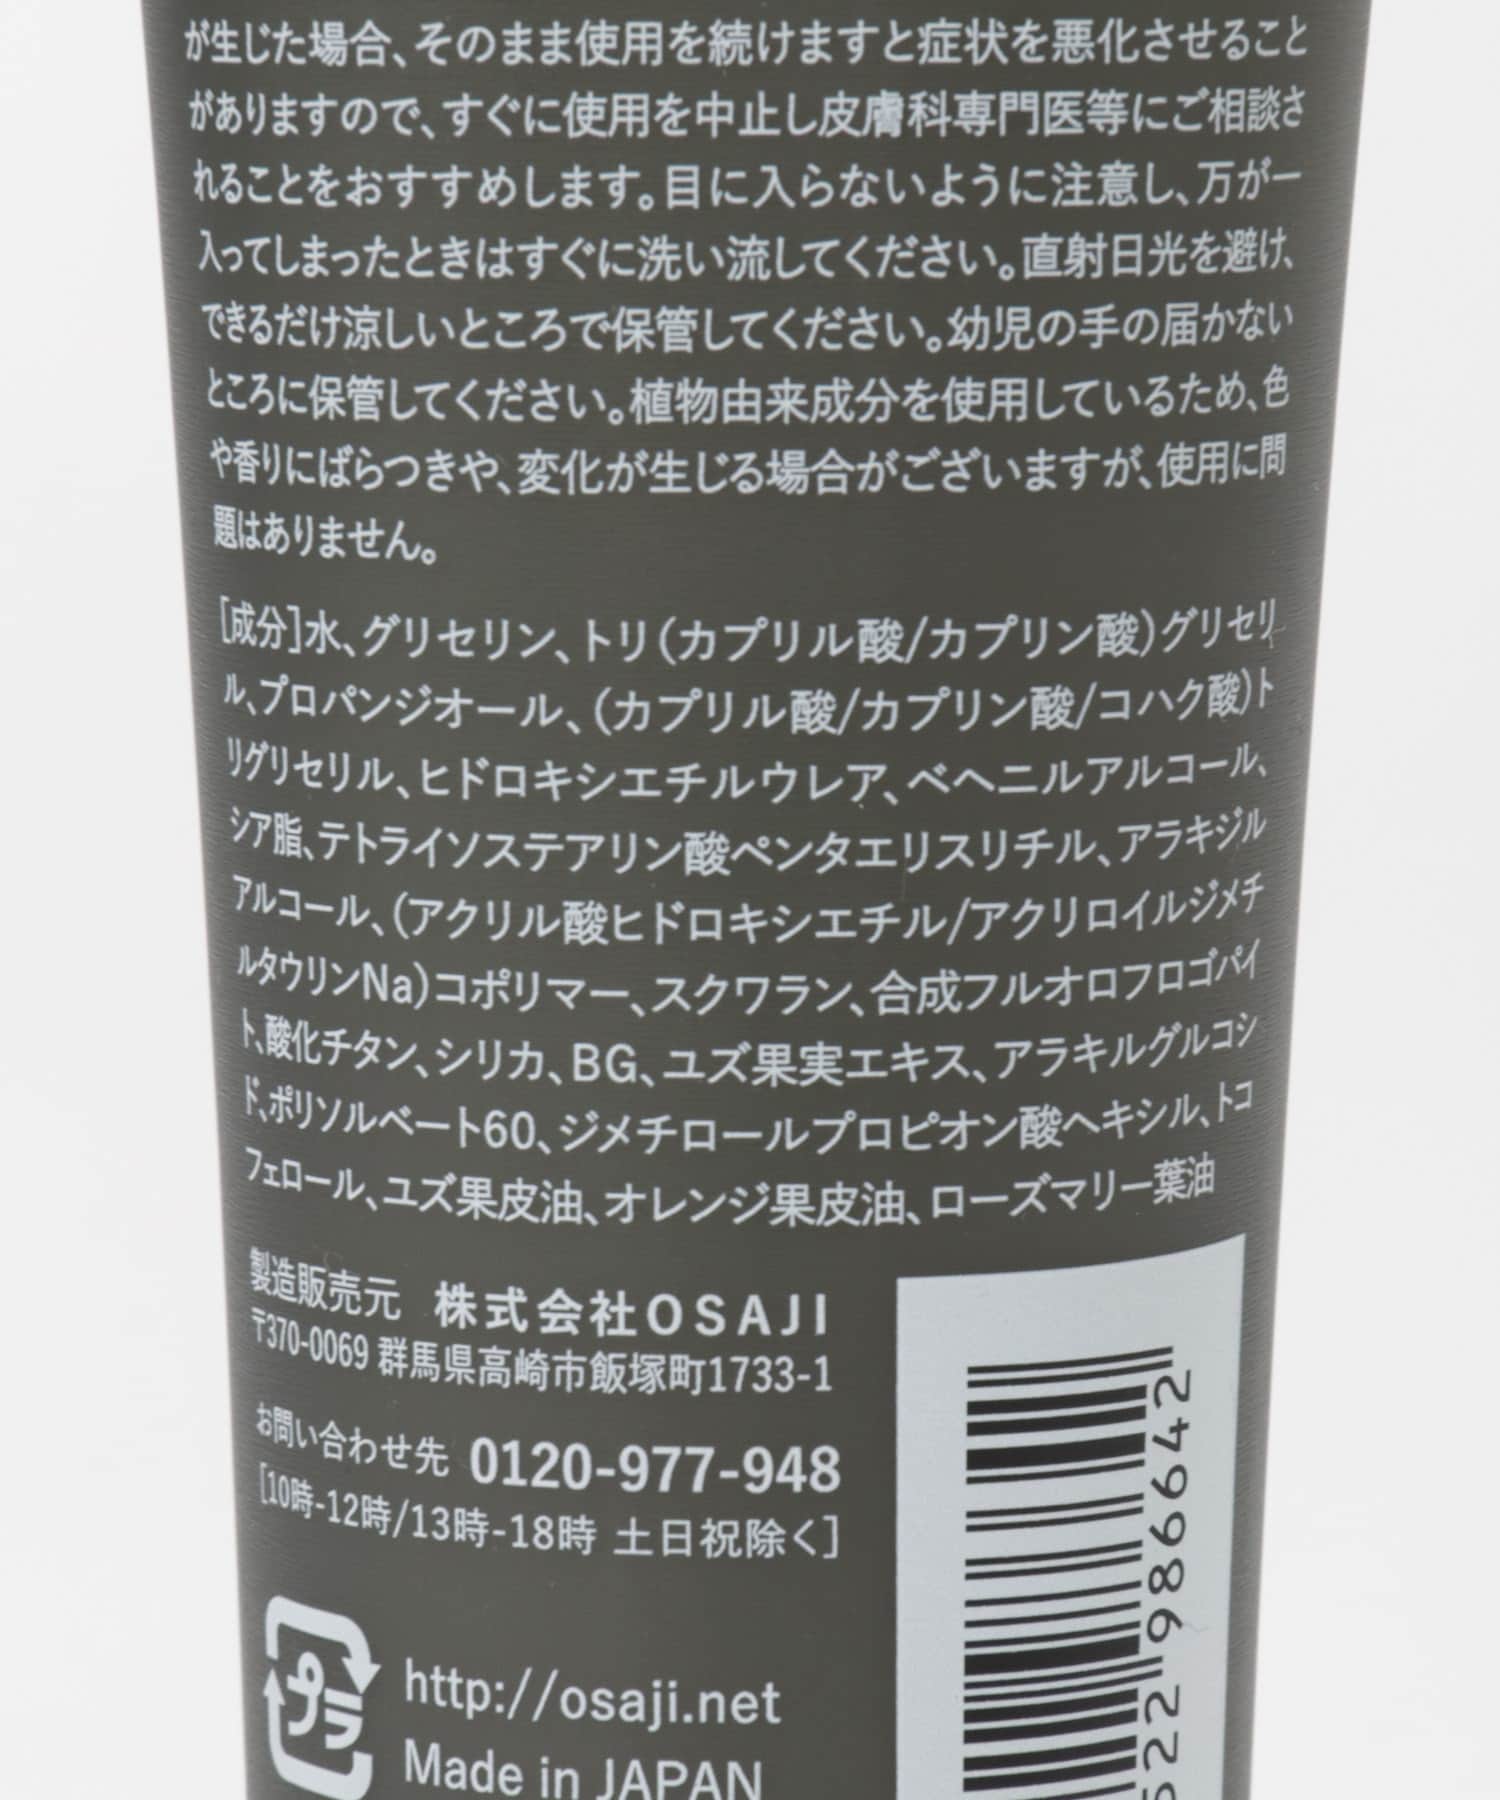 が生じた場合、そのまま使用を続けますと症状を悪化させること
がありますので、すぐに使用を中止し皮膚科専門医等にご相談さ
れることをおすすめします。目に入らないように注意し、万が一
入ってしまったときはすぐに洗い流してください。直射日光を避け、
できるだけ涼しいところで保管してください。幼児の手の届かない
ところに保管してください。植物由来成分を使用しているため、色
や香りにばらつきや、変化が生じる場合がございますが、使用に問
題はありません。
[成分]水、グリセリン、トリ(カプリル酸/カプリン酸)グリセリ
ル、プロパンジオール、(カプリル酸/カプリン酸/コハク酸)ト
リグリセリル、ヒドロキシエチルウレア、ベヘニルアルコール、
シア脂、テトライソステアリン酸ペンタエリスリチル、アラキジル
アルコール、(アクリル酸ヒドロキシエチル/アクリロイルジメチ
ルタウリンNa)コポリマー、スクワラン、合成フルオロフロゴパイ
ト、酸化チタン、シリカ、BG、ユズ果実エキス、アラキルグルコシ
ド、ポリソルベート60、ジメチロールプロピオン酸ヘキシル、トコ
フェロール、ユズ果皮油、オレンジ果皮油、ローズマリー葉油
製造販売元 株式会社OSAJI
〒370-0069 群馬県高崎市飯塚町1733-1
お問い合わせ先 0120-977-948
[10時-12時/13時-18時 土日祝除く]
プラ
http://osaji.net
Made in JAPAN
522 986642